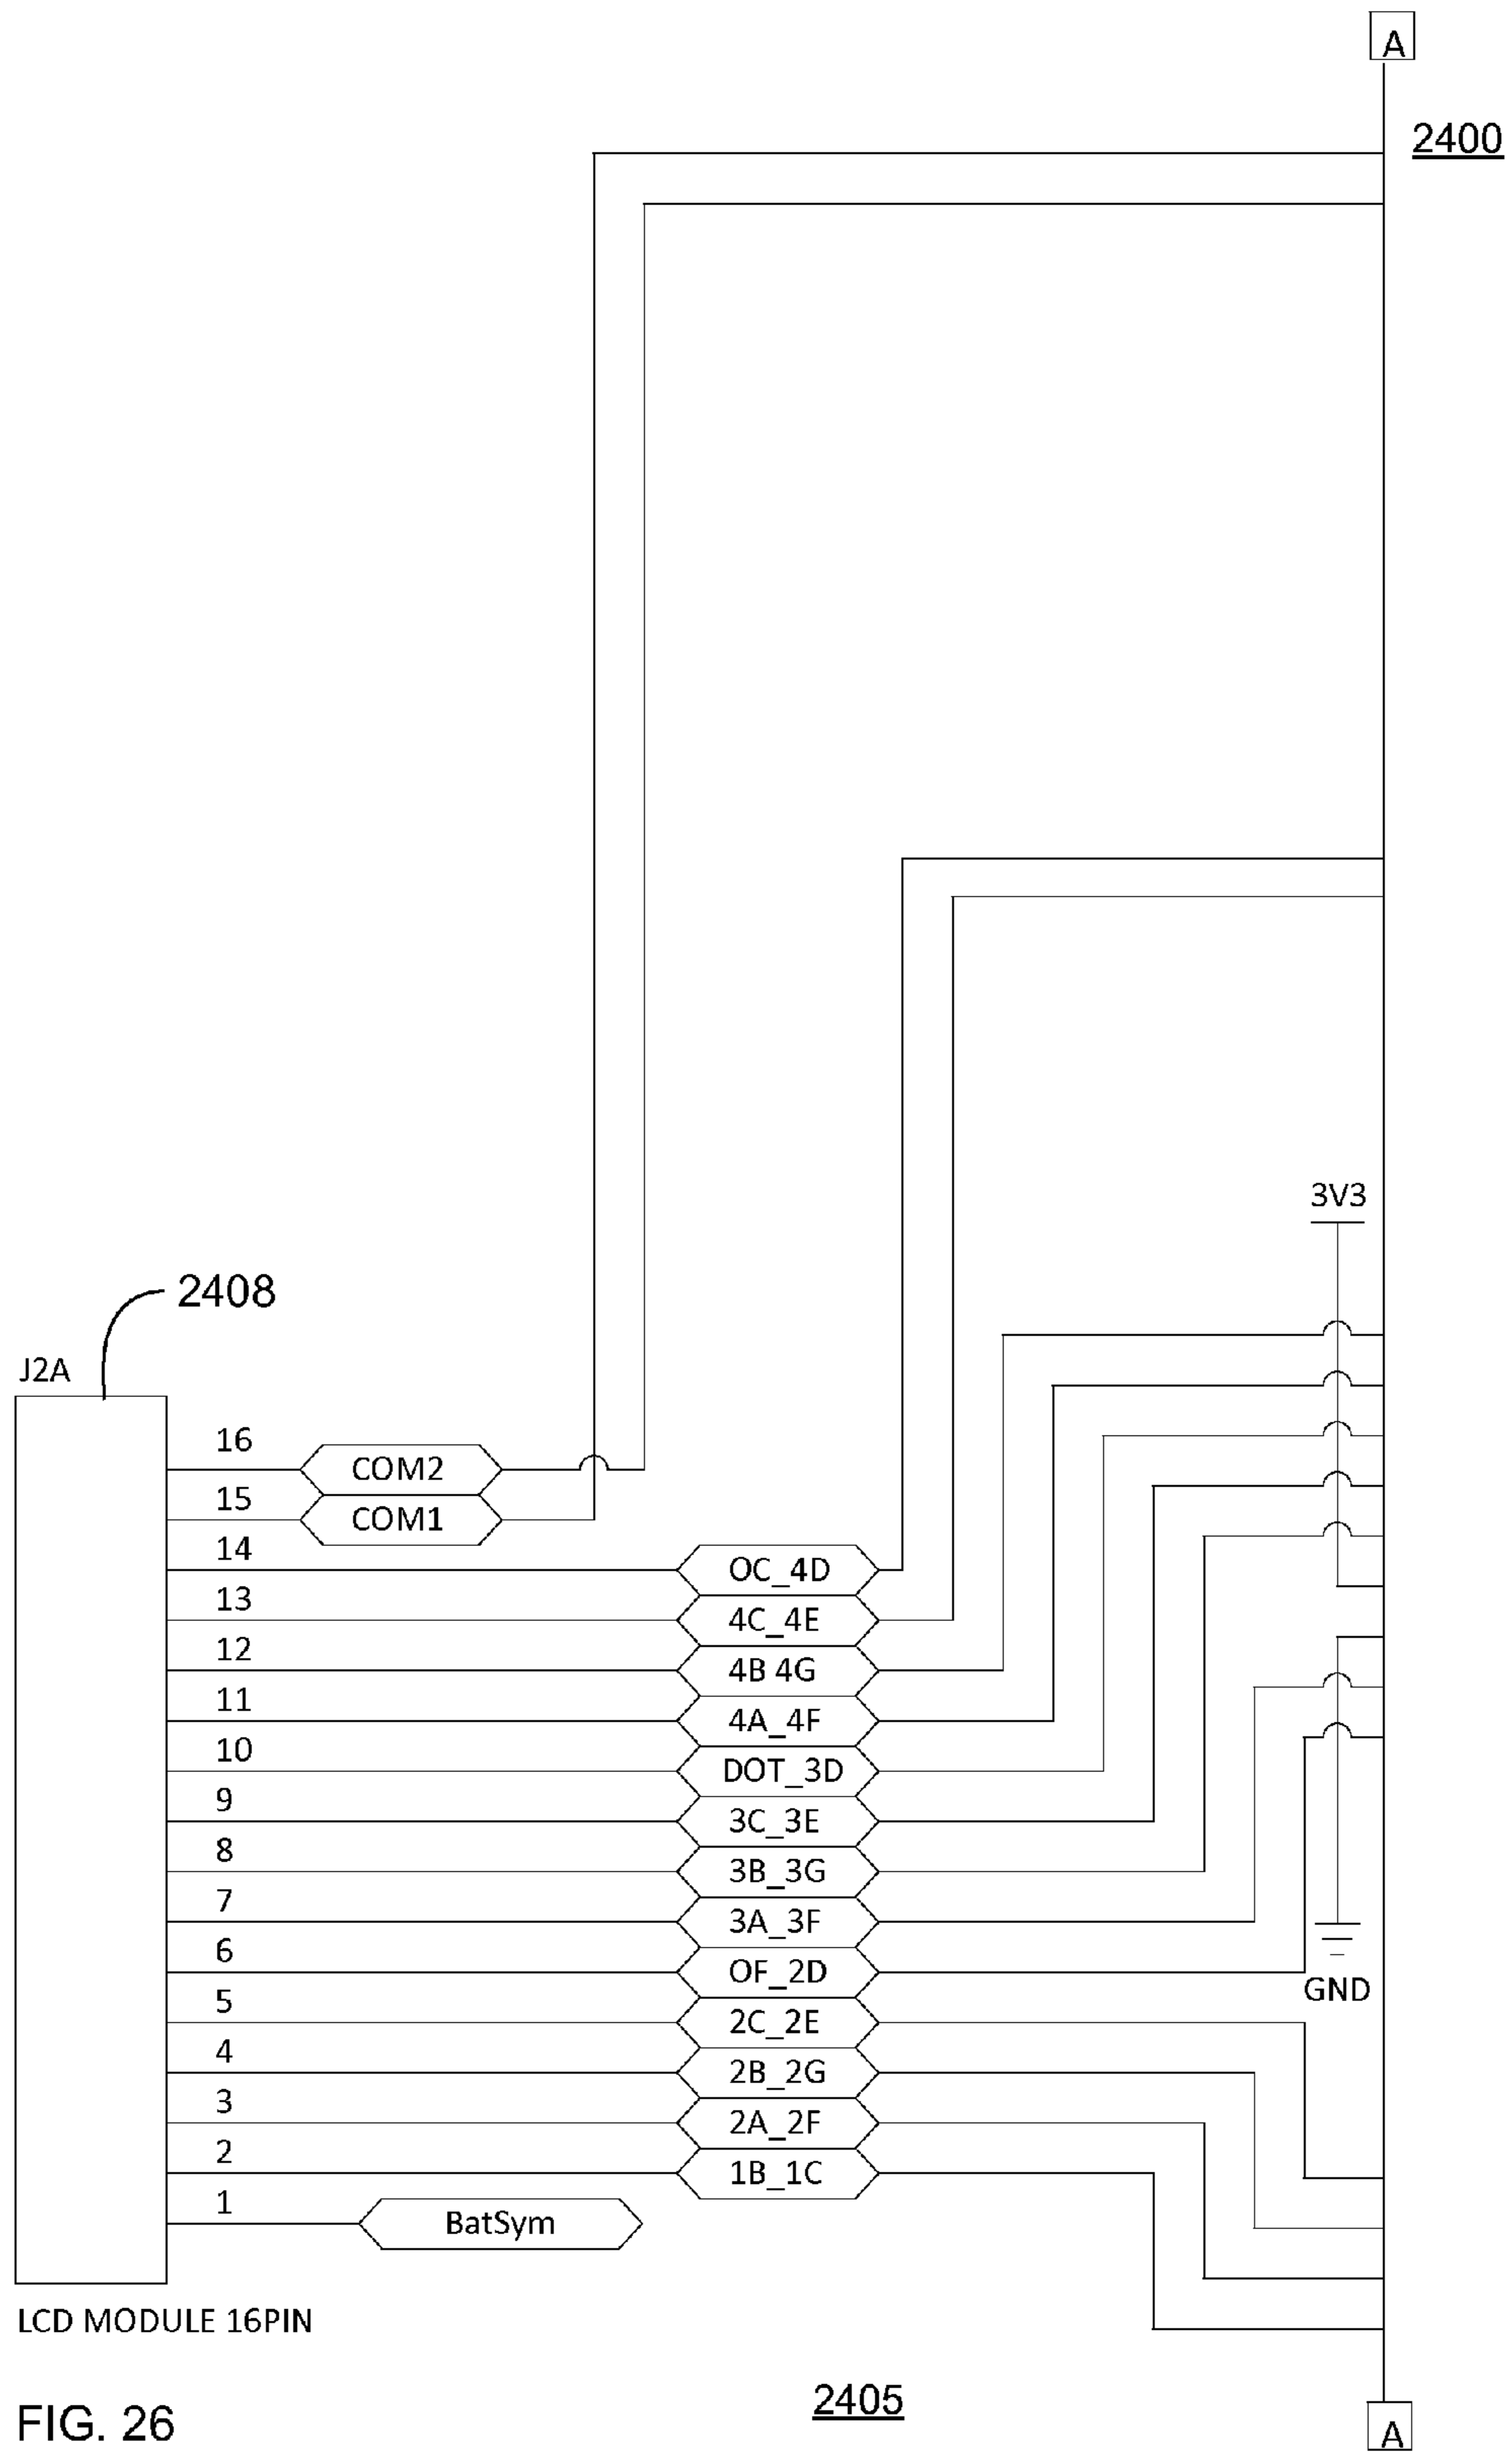 A
2400
3V3
2408
J2A
16 COM2
15 COM1
14 OC_4D
13 4C_4E
12 4B 4G
11 4A_4F
10 DOT_3D
9 3C_3E
8 3B_3G
7 3A_3F
6 OF_2D
GND
5 2C_2E
4 2B_2G
3 2A_2F
2 1B_1C
1 BatSym
LCD MODULE 16PIN
2405
FIG. 26
A